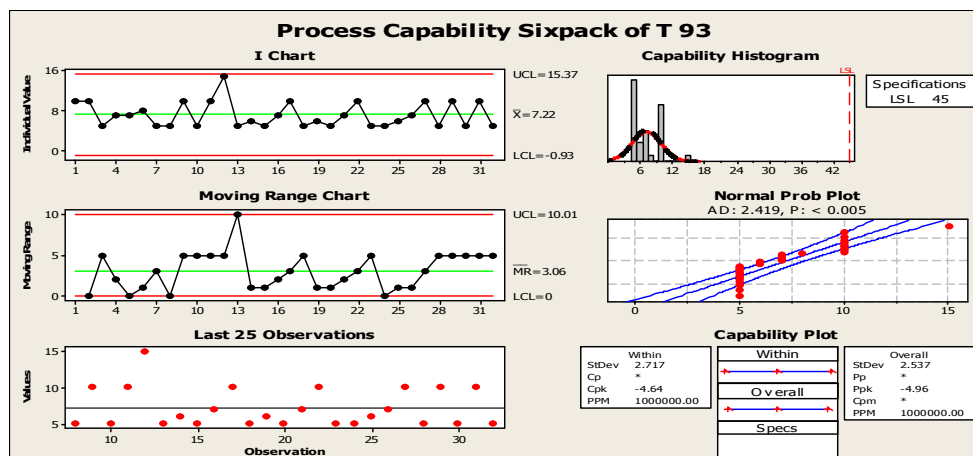 Process Capability Sixpack of T 93
I Chart
Individual Value
16
8
0
UCL=15.37
X=7.22
LCL=-0.93
1 4 7 10 13 16 19 22 25 28 31
Moving Range Chart
Moving Range
10
5
0
UCL=10.01
MR=3.06
LCL=0
1 4 7 10 13 16 19 22 25 28 31
Last 25 Observations
Values
15
10
5
10 15 20 25 30
Observation
Capability Histogram
LSL
6 12 18 24 30 36 42
Specifications
LSL 45
Normal Prob Plot
AD: 2.419, P: < 0.005
0 5 10 15
Capability Plot
Within
StDev 2.717
Cp *
Cpk -4.64
PPM 1000000.00
Within
Overall
Specs
Overall
StDev 2.537
Pp *
Ppk -4.96
Cpm *
PPM 1000000.00